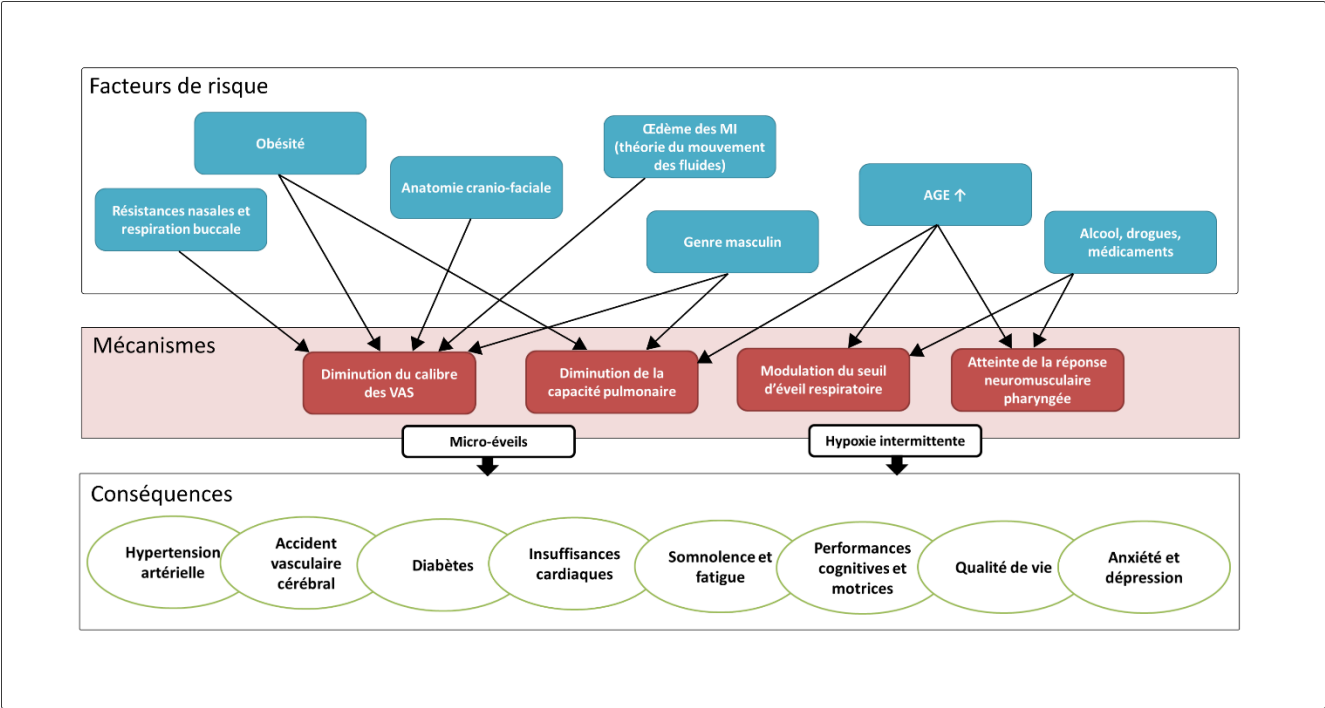 Facteurs de risque
Obésité
Œdème des MI
(théorie du mouvement
des fluides)
Anatomie cranio-faciale
AGE ↑
Résistances nasales et
respiration buccale
Genre masculin
Alcool, drogues,
médicaments
Mécanismes
Diminution du calibre
des VAS
Diminution de la
capacité pulmonaire
Modulation du seuil
d'éveil respiratoire
Atteinte de la réponse
neuromusculaire
pharyngée
Micro-éveils
Hypoxie intermittente
Conséquences
Hypertension
artérielle
Accident
vasculaire
cérébral
Diabètes
Insuffisances
cardiaques
Somnolence et
fatigue
Performances
cognitives et
motrices
Qualité de vie
Anxiété et
dépression